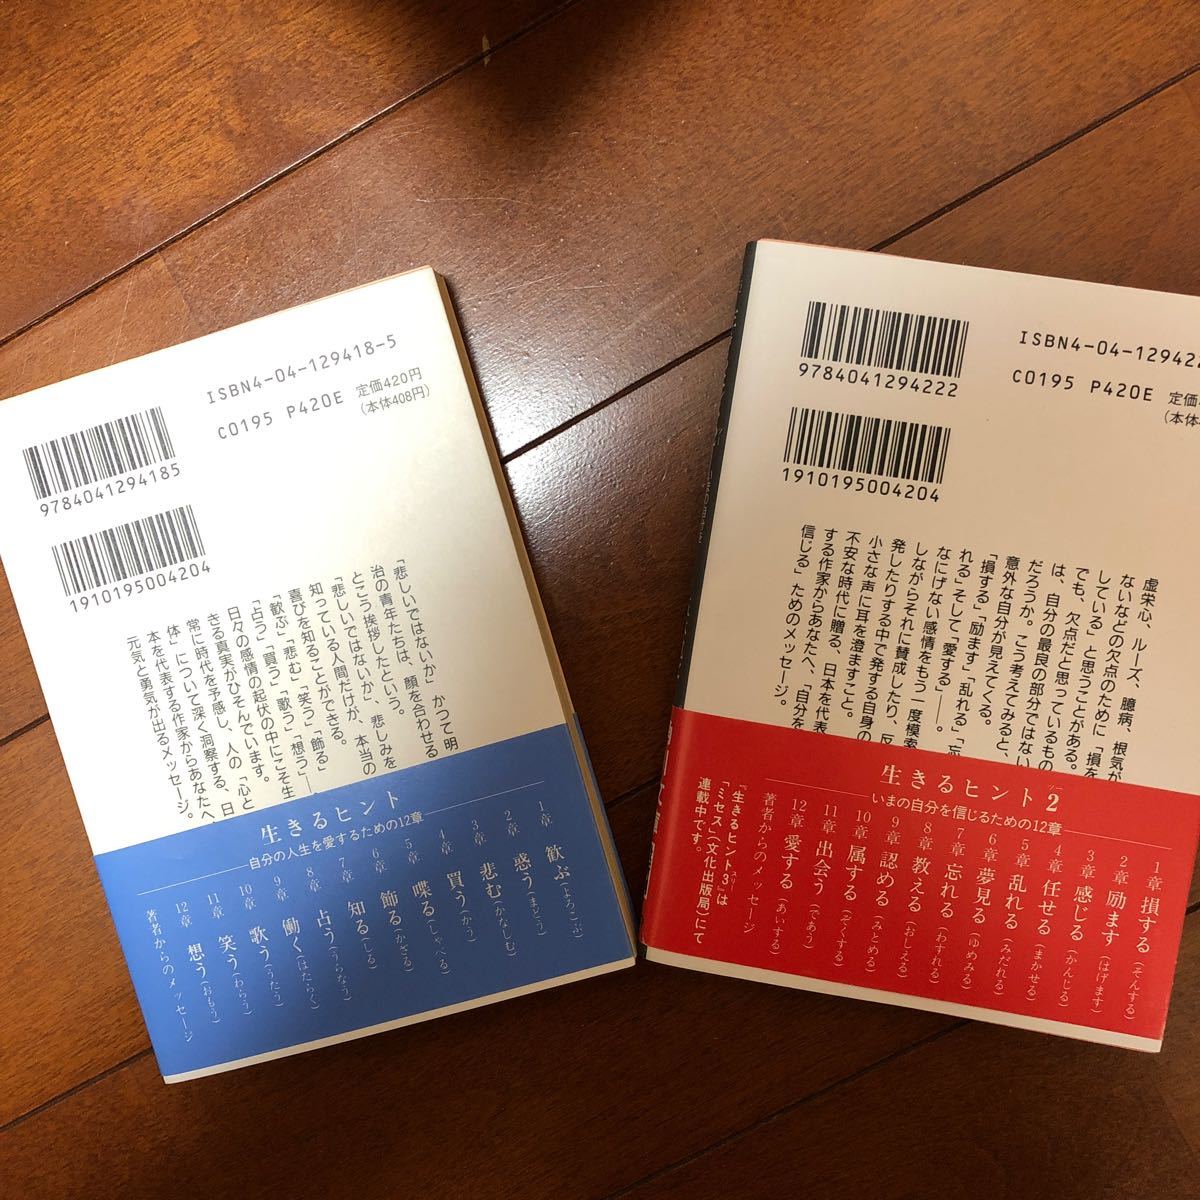 ISBN4-04-129418-5
C0195 P420E
定価420円
(本体408円)
9784041294185
1910195004204
「悲しいではないか」かつて明
治の青年たちは、顔を合わせる
とこう挨拶したという。
「悲しいではないか」悲しみを
知っている人間だけが、本当の
喜びを知ることができる。
「歓ぶ」「悲む」「笑う」「飾る」
「占う」「買う」「歌う」「想う」――
日々の感情の起伏の中にこそ生
きる真実がひそんでいます。
常に時代を予感し、人の「心と
体」について深く洞察する、日
本を代表する作家からあなたへ、
元気と勇気が出るメッセージ。
生きるヒント
―自分の人生を愛するための12章―
1章 歓ぶ(よろこぶ)
2章 惑う(まどう)
3章 悲む(かなしむ)
4章 買う(かう)
5章 喋る(しゃべる)
6章 飾る(かざる)
7章 知る(しる)
8章 占う(うらなう)
9章 働く(はたらく)
10章 歌う(うたう)
11章 笑う(わらう)
12章 想う(おもう)
著者からのメッセージ
ISBN4-04-12942
C0195 P420E
定価
(本体
9784041294222
1910195004204
虚栄心、ルーズ、臆病、根気が
ないなどの欠点のために「損を
している」と思うことがある。
でも、欠点だと思っているもの
は、自分の最良の部分ではない
だろうか。こう考えてみると、
意外な自分が見えてくる。
「損する」「励ます」「乱れる」「忘
れる」そして「愛する」――。
なにげない感情をもう一度模索
しながらそれに賛成したり、反
発したりする中で発する自身の
小さな声に耳を澄ますこと。
不安な時代に贈る、日本を代表
する作家からあなたへ、「自分を
信じる」ためのメッセージ。
生きるヒント2
ツー
―いまの自分を信じるための12章―
1章 損する(そんする)
2章 励ます(はげます)
3章 感じる(かんじる)
4章 任せる(まかせる)
5章 乱れる(みだれる)
6章 夢見る(ゆめみる)
7章 忘れる(わすれる)
8章 教える(おしえる)
9章 認める(みとめる)
10章 属する(ぞくする)
11章 出会う(であう)
12章 愛する(あいする)
著者からのメッセージ
『生きるヒント3』は
スリー
「ミセス」(文化出版局)にて
連載中です。